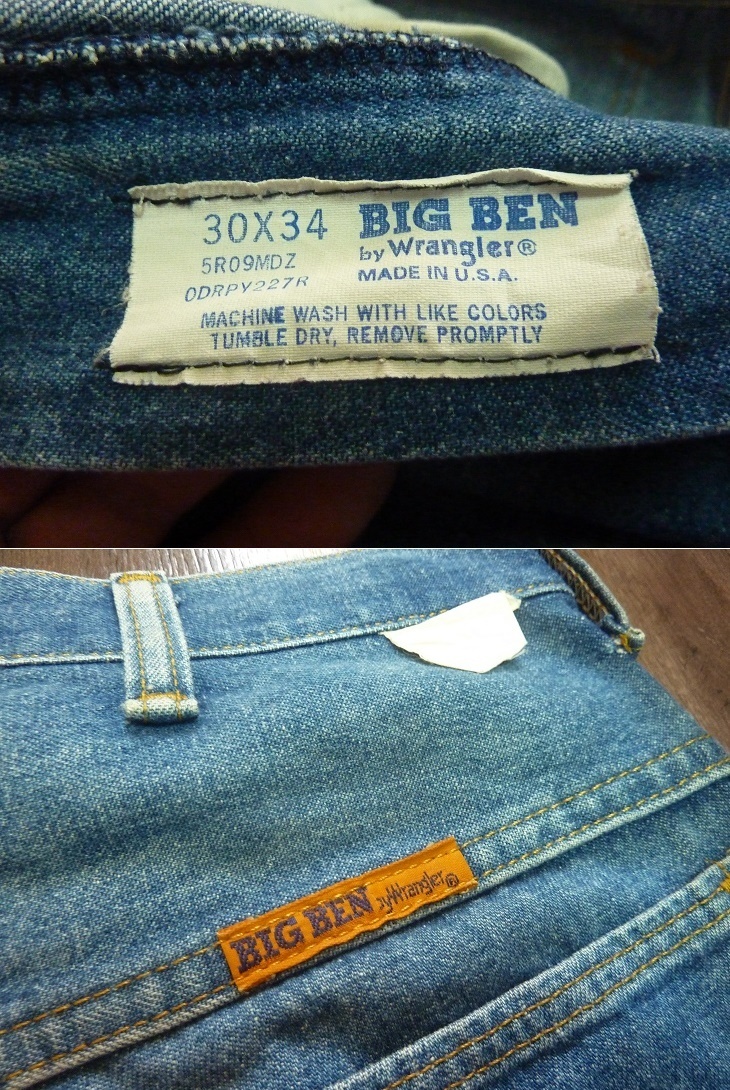 30X34 BIG BEN
by Wrangler®
5R09MDZ
MADE IN U.S.A.
0DRPY227R
MACHINE WASH WITH LIKE COLORS
TUMBLE DRY, REMOVE PROMPTLY
BIG BEN by Wrangler®